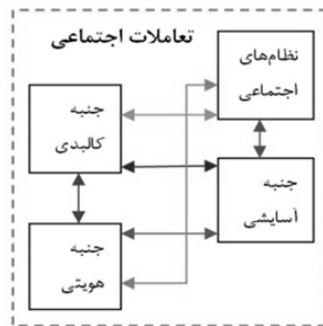 تعاملات اجتماعی
نظام‌های
اجتماعی
جنبه
کالبدی
جنبه
آسایشی
جنبه
هویتی